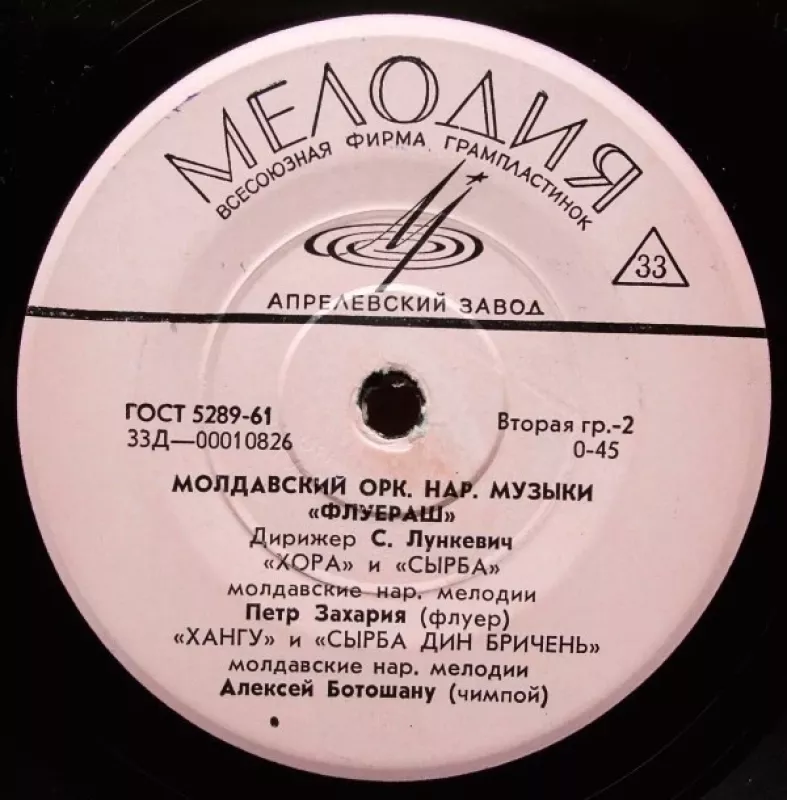 МЕЛОДИЯ
ВСЕСОЮЗНАЯ ФИРМА ГРАМПЛАСТИНОК
33
АПРЕЛЕВСКИЙ ЗАВОД
ГОСТ 5289-61
33Д—00010826
Вторая гр.-2
0-45
МОЛДАВСКИЙ ОРК. НАР. МУЗЫКИ
«ФЛУЕРАШ»
Дирижер С. Лункевич
«ХОРА» и «СЫРБА»
молдавские нар. мелодии
Петр Захария (флуер)
«ХАНГУ» и «СЫРБА ДИН БРИЧЕНЬ»
молдавские нар. мелодии
Алексей Ботошану (чимпой)